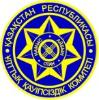 ҚАЗАҚСТАН РЕСПУБЛИКАСЫ
ҰЛТТЫҚ ҚАУІПСІЗДІК КОМИТЕТІ